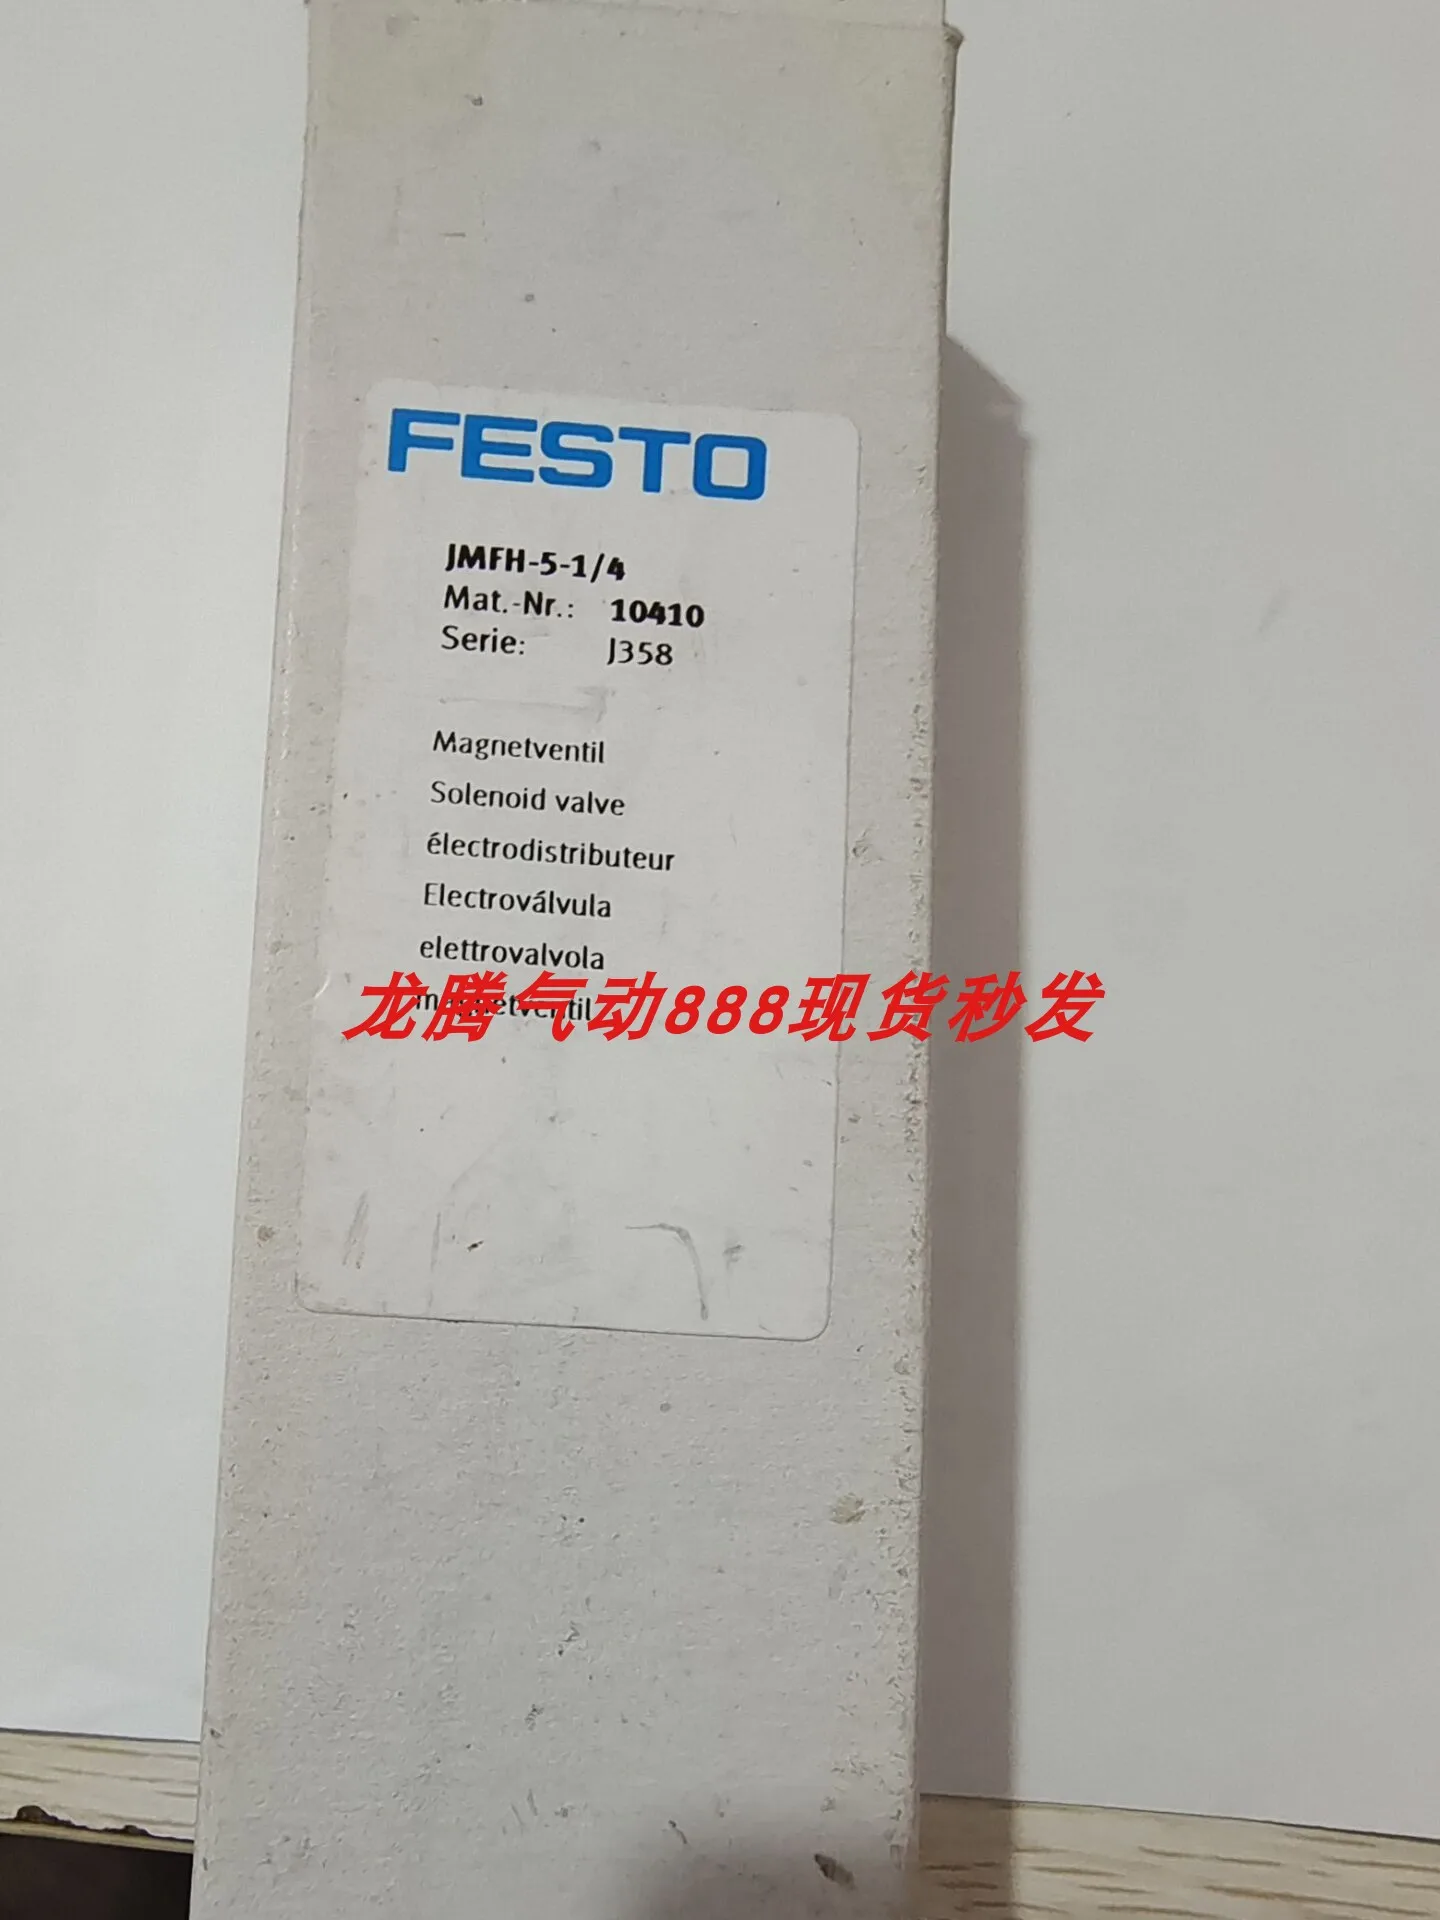 FESTO
JMFH-5-1/4
Mat.-Nr.: 10410
Serie: J358
Magnetventil
Solenoid valve
électrodistributeur
Electroválvula
elettrovalvola
magnetventil
龙腾气动888现货秒发